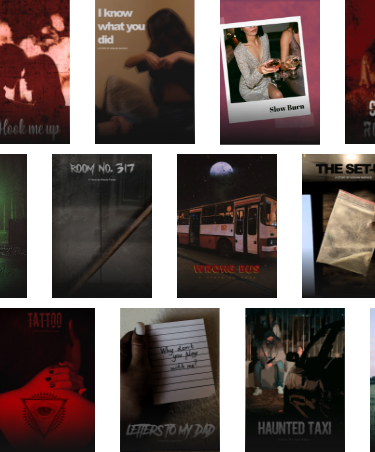 Hook me up
I know
what you
did
Slow Burn
ROOM NO. 317
WRONG BUS
THE SET-
TATTOO
Why don't
you play
with me?
LETTERS TO MY DAD
HAUNTED TAXI